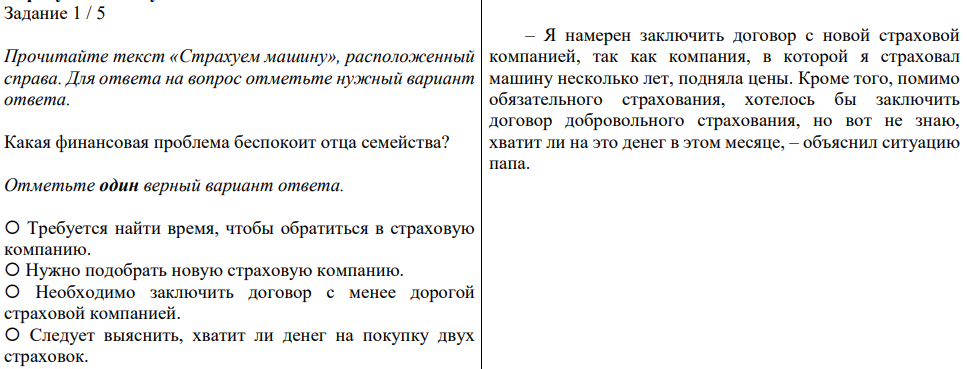 Задание 1 / 5
Прочитайте текст «Страхуем машину», расположенный
справа. Для ответа на вопрос отметьте нужный вариант
ответа.
Какая финансовая проблема беспокоит отца семейства?
Отметьте один верный вариант ответа.
Требуется найти время, чтобы обратиться в страховую
компанию.
Нужно подобрать новую страховую компанию.
Необходимо заключить договор с менее дорогой
страховой компанией.
Следует выяснить, хватит ли денег на покупку двух
страховок.
– Я намерен заключить договор с новой страховой
компанией, так как компания, в которой я страховал
машину несколько лет, подняла цены. Кроме того, помимо
обязательного страхования, хотелось бы заключить
договор добровольного страхования, но вот не знаю,
хватит ли на это денег в этом месяце, – объяснил ситуацию
папа.